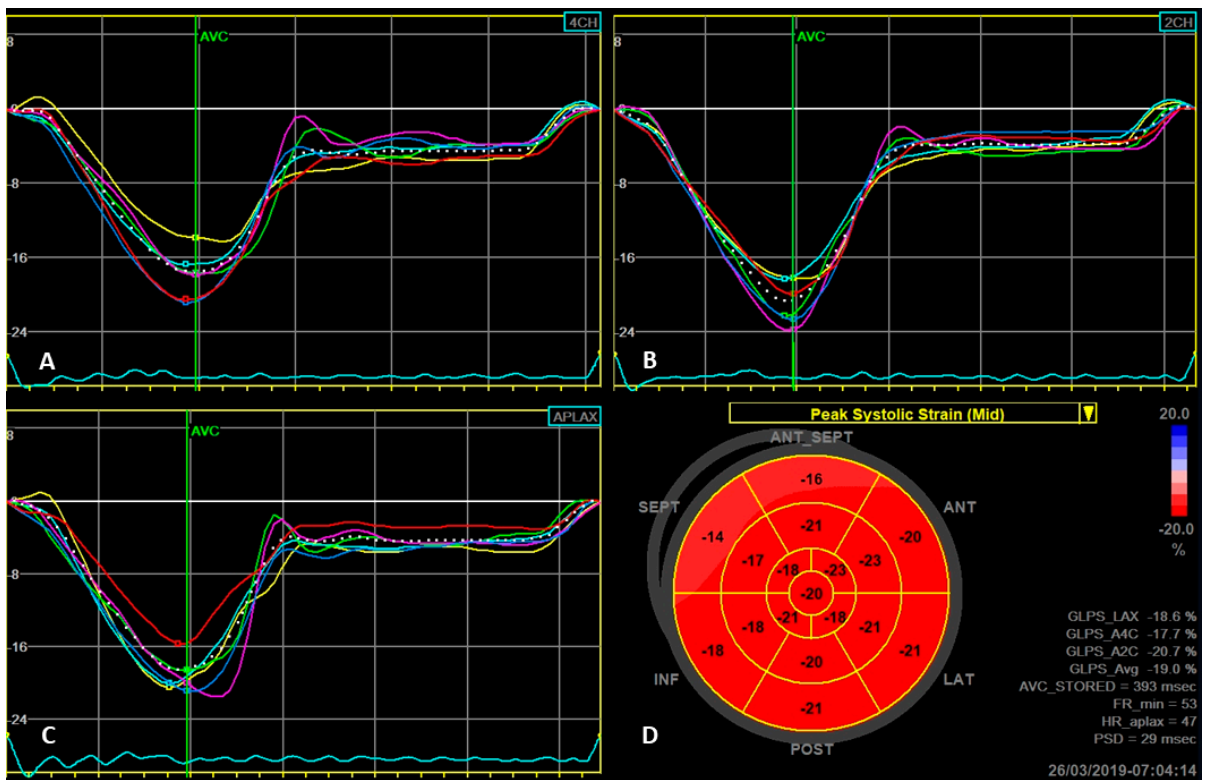 4CH
AVC
8
0
-8
-16
-24
A
2CH
AVC
8
0
-8
-16
-24
B
APLAX
AVC
8
0
-8
-16
-24
C
Peak Systolic Strain (Mid)
20.0
-20.0
%
ANT_SEPT
SEPT
ANT
-16
-14
-20
-21
-17
-23
-18
-23
-20
-18
-21
-18
-21
-18
-20
-21
-21
INF
LAT
POST
D
GLPS_LAX -18.6 %
GLPS_A4C -17.7 %
GLPS_A2C -20.7 %
GLPS_Avg -19.0 %
AVC_STORED = 393 msec
FR_min = 53
HR_aplax = 47
PSD = 29 msec
26/03/2019-07:04:14